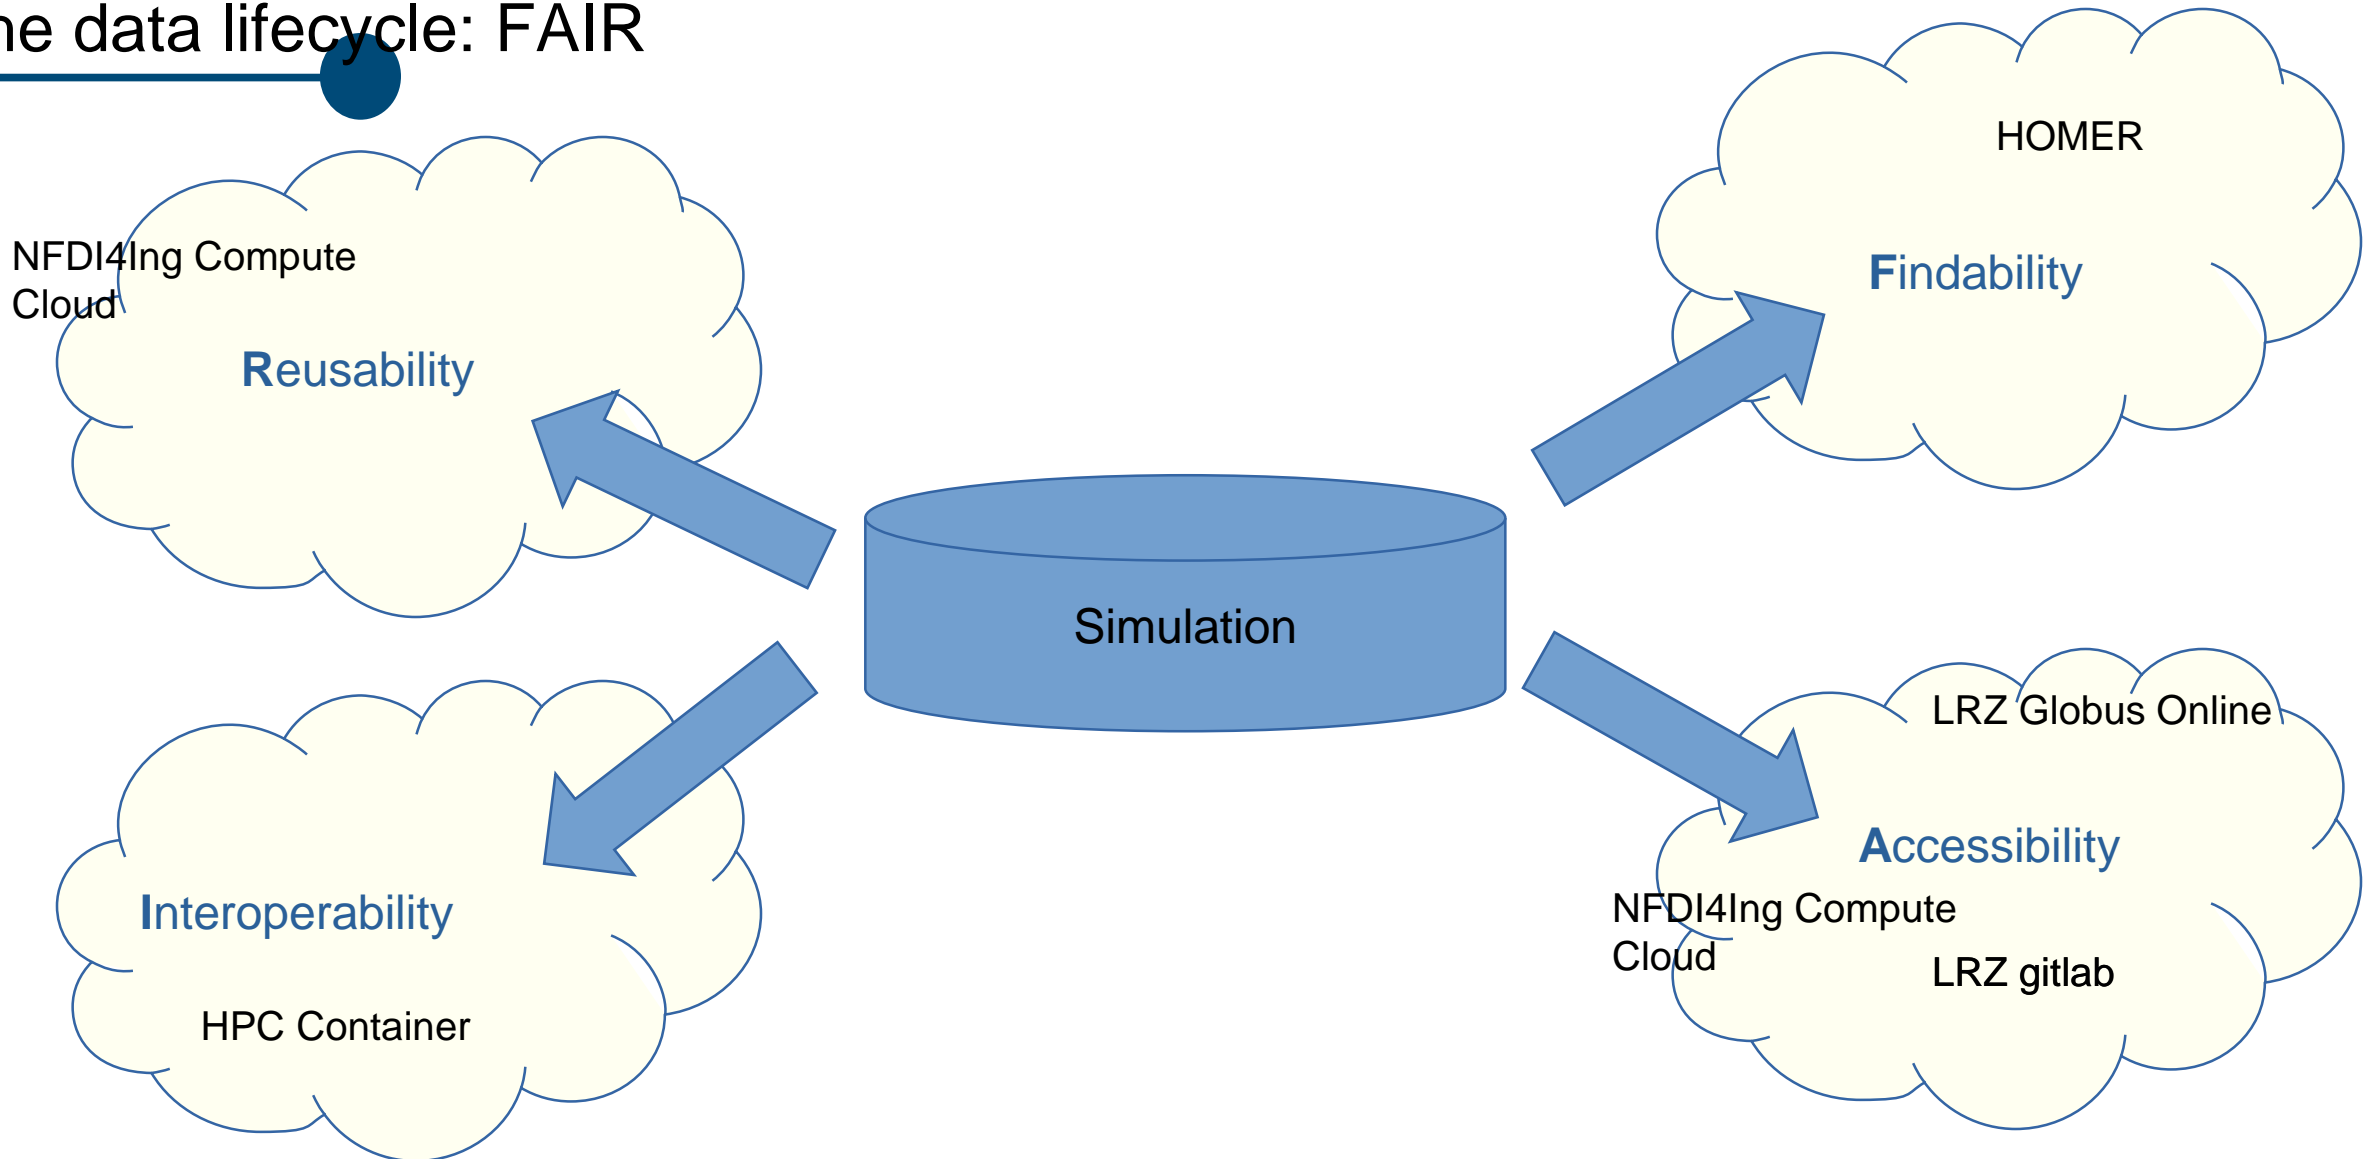 ne data lifecycle: FAIR
HOMER
Findability
NFDI4Ing Compute
Cloud
Reusability
Simulation
LRZ Globus Online
Accessibility
NFDI4Ing Compute
Cloud
LRZ gitlab
Interoperability
HPC Container